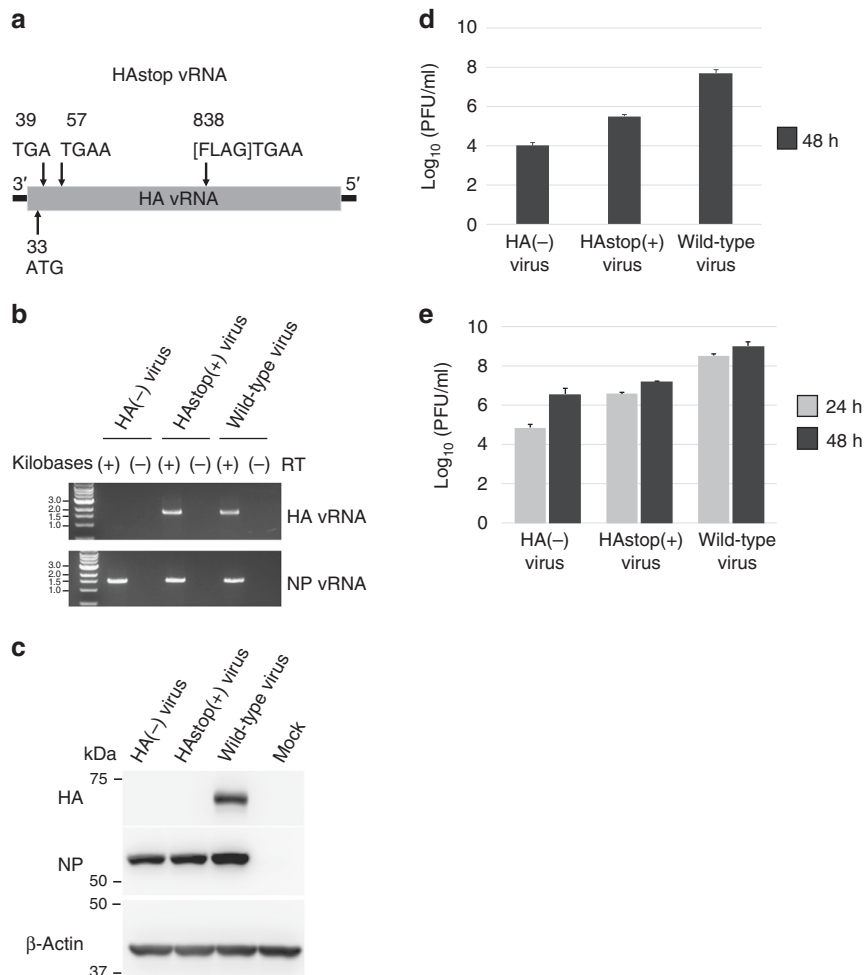 a
HAstop vRNA
39 57 838
TGA TGAA [FLAG]TGAA
3′ HA vRNA 5′
33
ATG
b
HA(–) virus
HAstop(+) virus
Wild-type virus
Kilobases (+) (–) (+) (–) (+) (–) RT
3.0
2.0
1.5
1.0
HA vRNA
3.0
2.0
1.5
1.0
NP vRNA
c
HA(–) virus
HAstop(+) virus
Wild-type virus
Mock
kDa
75
HA
NP
50
50
β-Actin
37
d
10
8
6
4
2
0
Log10 (PFU/ml)
48 h
HA(–) HAstop(+) Wild-type
virus virus virus
e
10
8
6
4
2
0
Log10 (PFU/ml)
24 h
48 h
HA(–) HAstop(+) Wild-type
virus virus virus